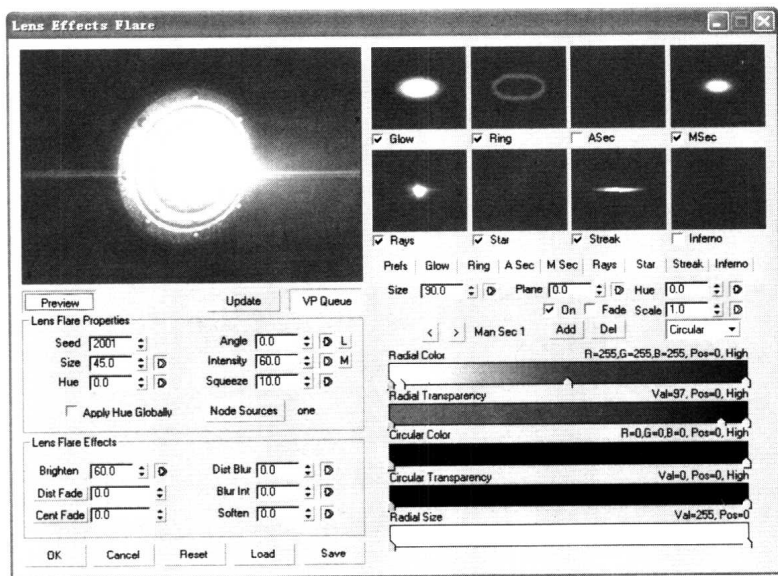 Lens Effects Flare
Glow Ring ASec MSec
Rays Star Streak Inferno
Prefs Glow Ring A Sec M Sec Rays Star Streak Inferno
Size 90.0 Plane 0.0 Hue 0.0
On Fade Scale 1.0
< > Man Sec 1 Add Del Circular
Radial Color R=255,G=255,B=255, Pos=0, High
Radial Transparency Val=97, Pos=0, High
Circular Color R=0,G=0,B=0, Pos=0, High
Circular Transparency Val=0, Pos=0, High
Radial Size Val=255, Pos=0
Preview Update VP Queue
Lens Flare Properties
Seed 2001 Angle 0.0 L
Size 45.0 Intensity 60.0 M
Hue 0.0 Squeeze 10.0
Apply Hue Globally Node Sources one
Lens Flare Effects
Brighten 60.0 Dist Blur 0.0
Dist Fade 0.0 Blur Int 0.0
Cent Fade 0.0 Soften 0.0
OK Cancel Reset Load Save